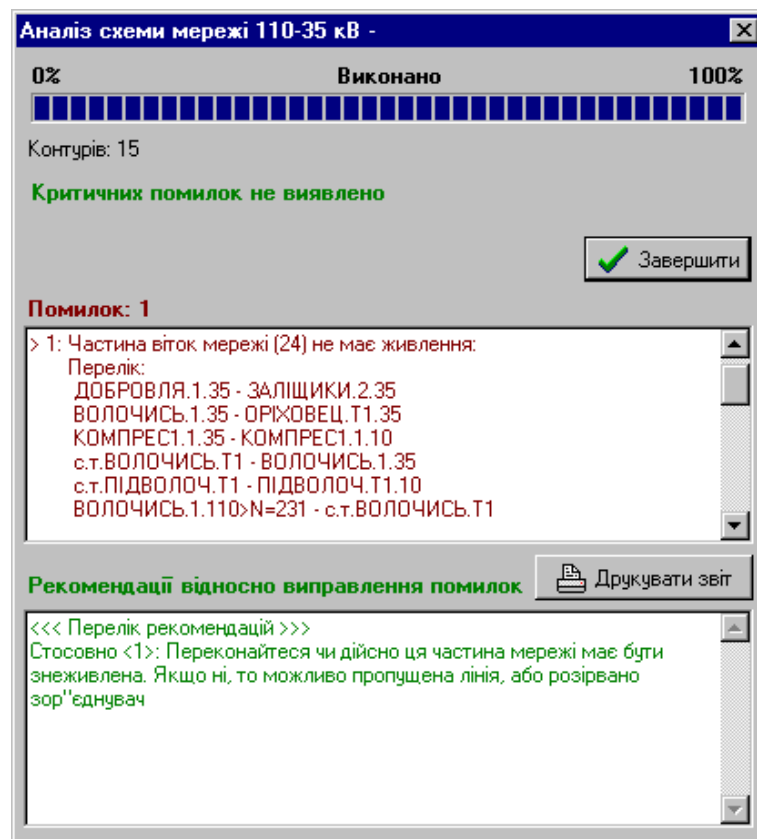 Аналіз схеми мережі 110-35 кВ -
0% Виконано 100%
Контурів: 15
Критичних помилок не виявлено
Завершити
Помилок: 1
> 1: Частина віток мережі (24) не має живлення:
Перелік:
ДОБРОВЛЯ.1.35 - ЗАЛІЩИКИ.2.35
ВОЛОЧИСЬ.1.35 - ОРІХОВЕЦ.Т1.35
КОМПРЕС1.1.35 - КОМПРЕС1.1.10
с.т.ВОЛОЧИСЬ.Т1 - ВОЛОЧИСЬ.1.35
с.т.ПІДВОЛОЧ.Т1 - ПІДВОЛОЧ.Т1.10
ВОЛОЧИСЬ.1.110>N=231 - с.т.ВОЛОЧИСЬ.Т1
Рекомендації відносно виправлення помилок
Друкувати звіт
<<< Перелік рекомендацій >>>
Стосовно <1>: Переконайтеся чи дійсно ця частина мережі має бути
знеживлена. Якщо ні, то можливо пропущена лінія, або розірвано
зор"єднувач